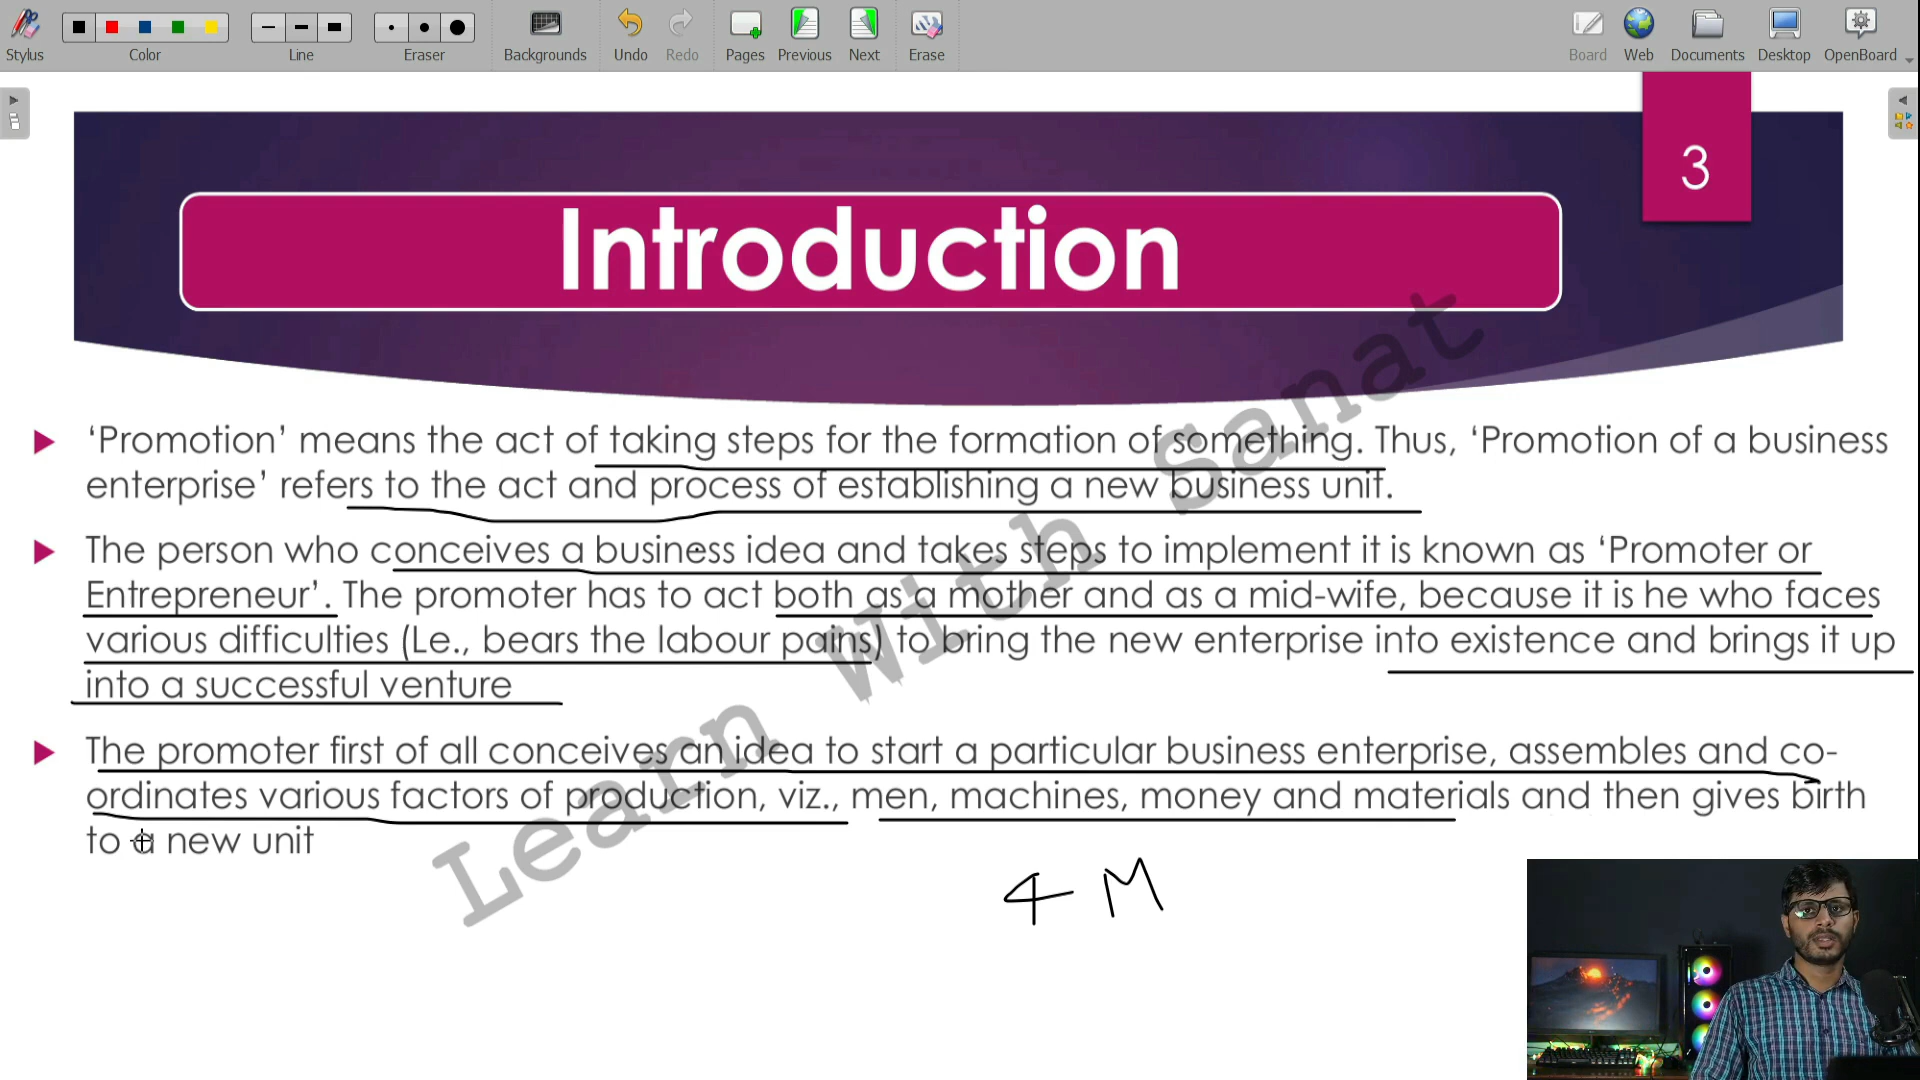 Stylus
Color
Line
Eraser
Backgrounds
Undo
Redo
Pages
Previous
Next
Erase
Board
Web
Documents
Desktop
OpenBoard
3
Introduction
‘Promotion’ means the act of taking steps for the formation of something. Thus, ‘Promotion of a business
enterprise’ refers to the act and process of establishing a new business unit.
The person who conceives a business idea and takes steps to implement it is known as ‘Promoter or
Entrepreneur’. The promoter has to act both as a mother and as a mid-wife, because it is he who faces
various difficulties (Le., bears the labour pains) to bring the new enterprise into existence and brings it up
into a successful venture
The promoter first of all conceives an idea to start a particular business enterprise, assembles and co-
ordinates various factors of production, viz., men, machines, money and materials and then gives birth
to a new unit
4 M
Learn With Sanat